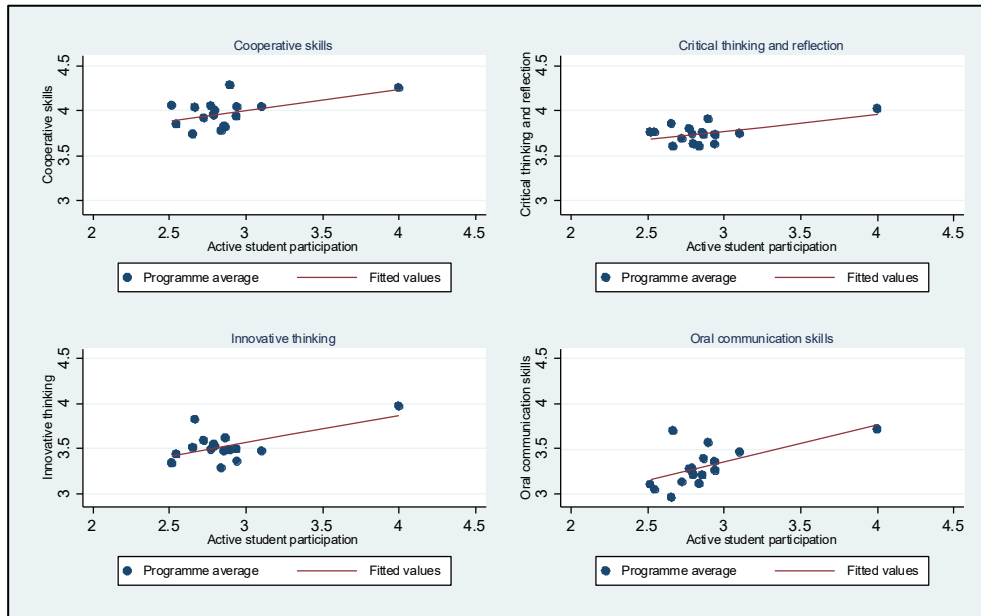 Cooperative skills
Cooperative skills
4.5
4
3.5
3
2 2.5 3 3.5 4 4.5
Active student participation
Programme average Fitted values
Critical thinking and reflection
Critical thinking and reflection
4.5
4
3.5
3
2 2.5 3 3.5 4 4.5
Active student participation
Programme average Fitted values
Innovative thinking
Innovative thinking
4.5
4
3.5
3
2 2.5 3 3.5 4 4.5
Active student participation
Programme average Fitted values
Oral communication skills
Oral communication skills
4.5
4
3.5
3
2 2.5 3 3.5 4 4.5
Active student participation
Programme average Fitted values